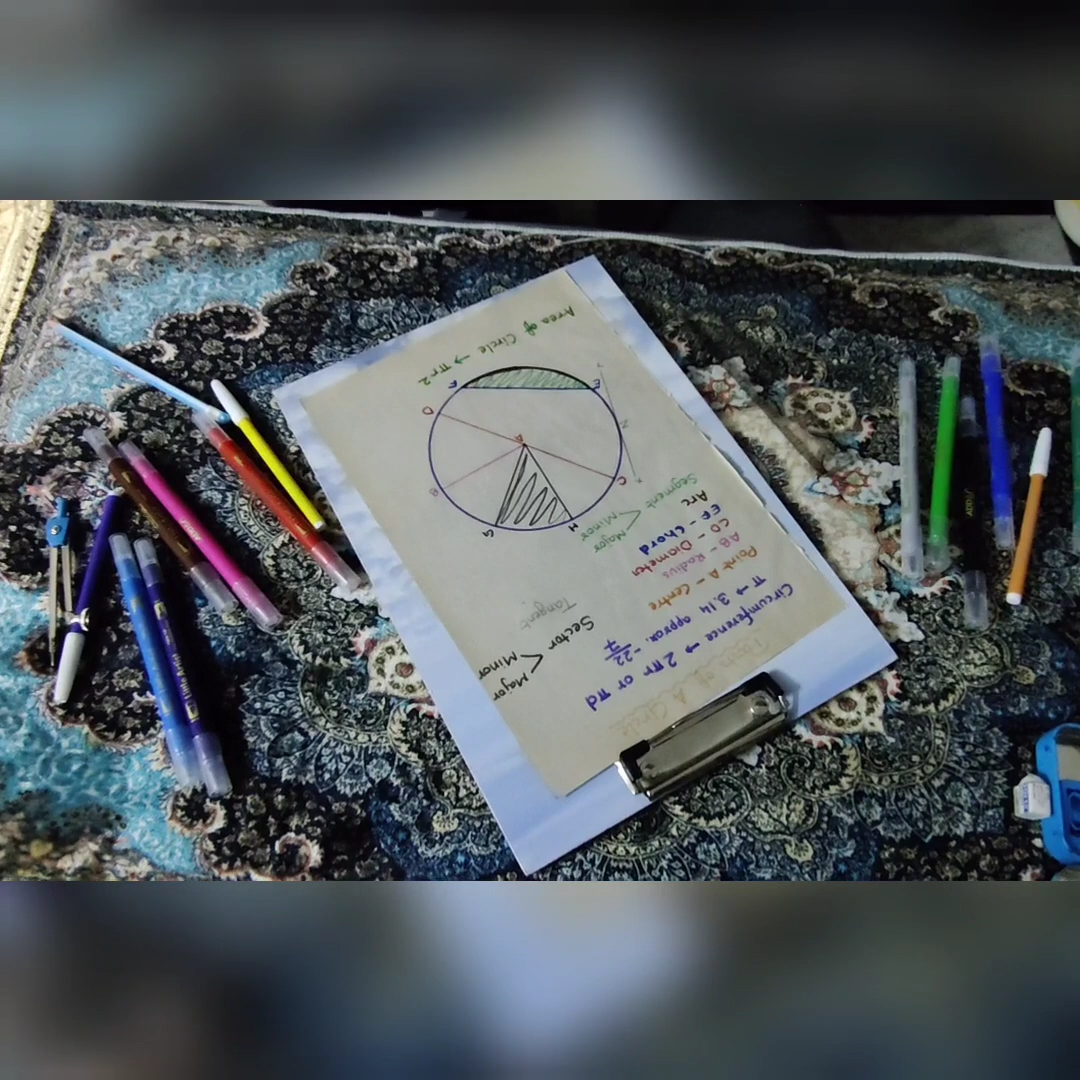 Parts of A Circle
Circumference → 2πr or πd
π → 3.14 approx. -22/7
Point A - Centre
AB - Radius
CD - Diameter
EF - Chord
Arc
Segment < Minor
Major
Sector < Major
Minor
Tangent
Area of Circle → πr2
A
B
C
D
E
F
G
H